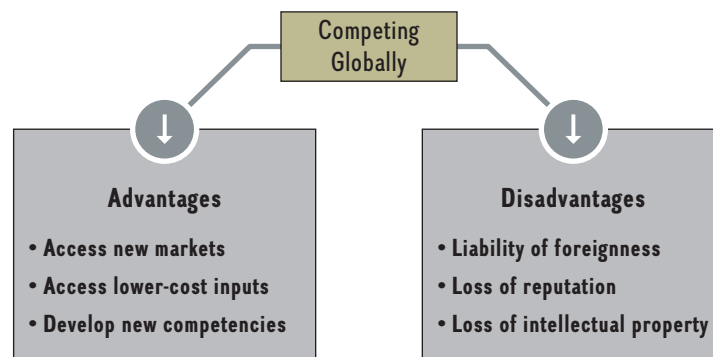 Competing
Globally
Advantages
• Access new markets
• Access lower-cost inputs
• Develop new competencies
Disadvantages
• Liability of foreignness
• Loss of reputation
• Loss of intellectual property